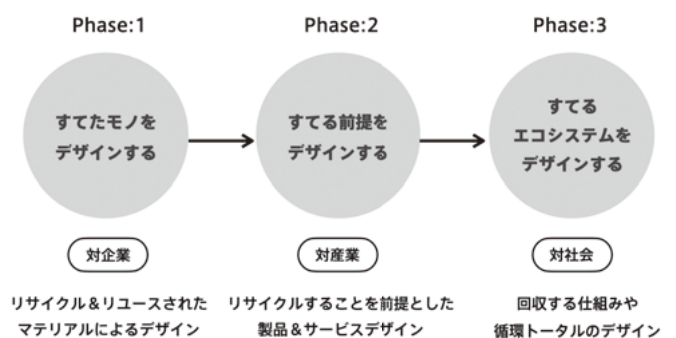 Phase:1
すてたモノを
デザインする
対企業
リサイクル＆リユースされた
マテリアルによるデザイン
Phase:2
すてる前提を
デザインする
対産業
リサイクルすることを前提とした
製品＆サービスデザイン
Phase:3
すてる
エコシステムを
デザインする
対社会
回収する仕組みや
循環トータルのデザイン